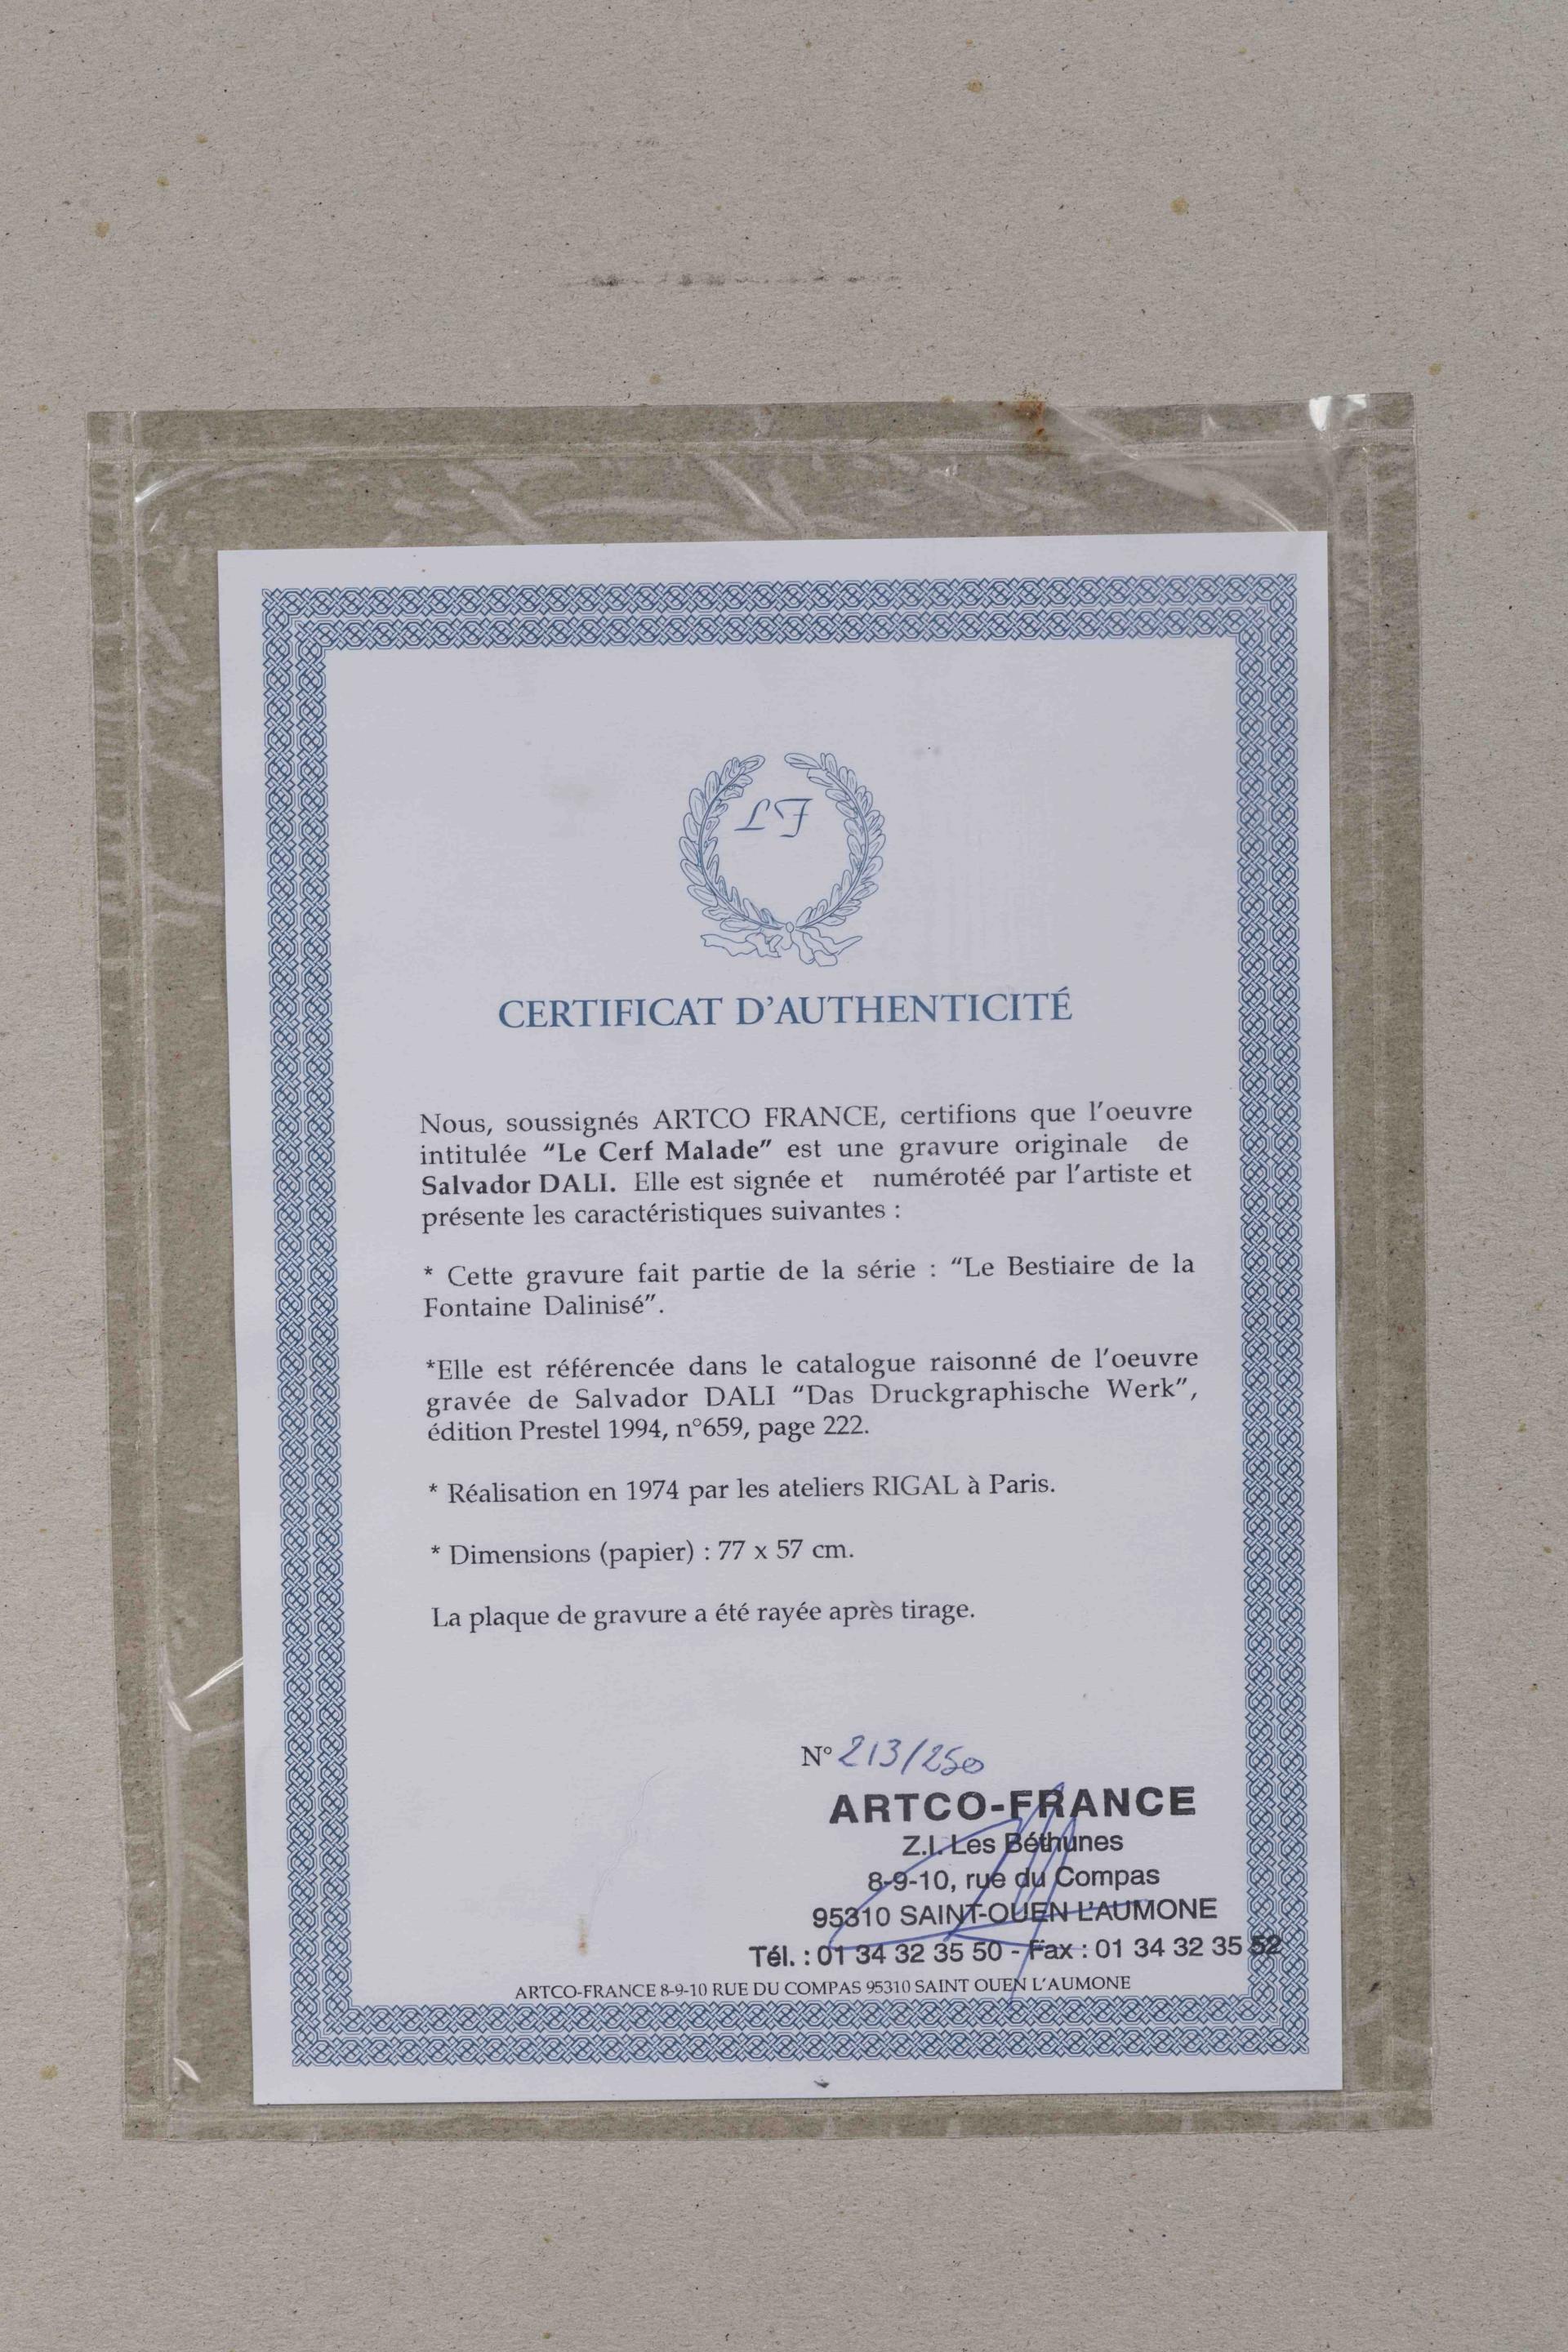 LF
CERTIFICAT D'AUTHENTICITÉ
Nous, soussignés ARTCO FRANCE, certifions que l'oeuvre
intitulée "Le Cerf Malade" est une gravure originale de
Salvador DALI. Elle est signée et numérotéé par l'artiste et
présente les caractéristiques suivantes :
* Cette gravure fait partie de la série : "Le Bestiaire de la
Fontaine Dalinisé".
*Elle est référencée dans le catalogue raisonné de l'oeuvre
gravée de Salvador DALI "Das Druckgraphische Werk",
édition Prestel 1994, n°659, page 222.
* Réalisation en 1974 par les ateliers RIGAL à Paris.
* Dimensions (papier) : 77 x 57 cm.
La plaque de gravure a été rayée après tirage.
N° 213/250
ARTCO-FRANCE
Z.I. Les Béthunes
8-9-10, rue du Compas
95310 SAINT-OUEN L'AUMONE
Tél. : 01 34 32 35 50 - Fax : 01 34 32 35 52
ARTCO-FRANCE 8-9-10 RUE DU COMPAS 95310 SAINT OUEN L'AUMONE